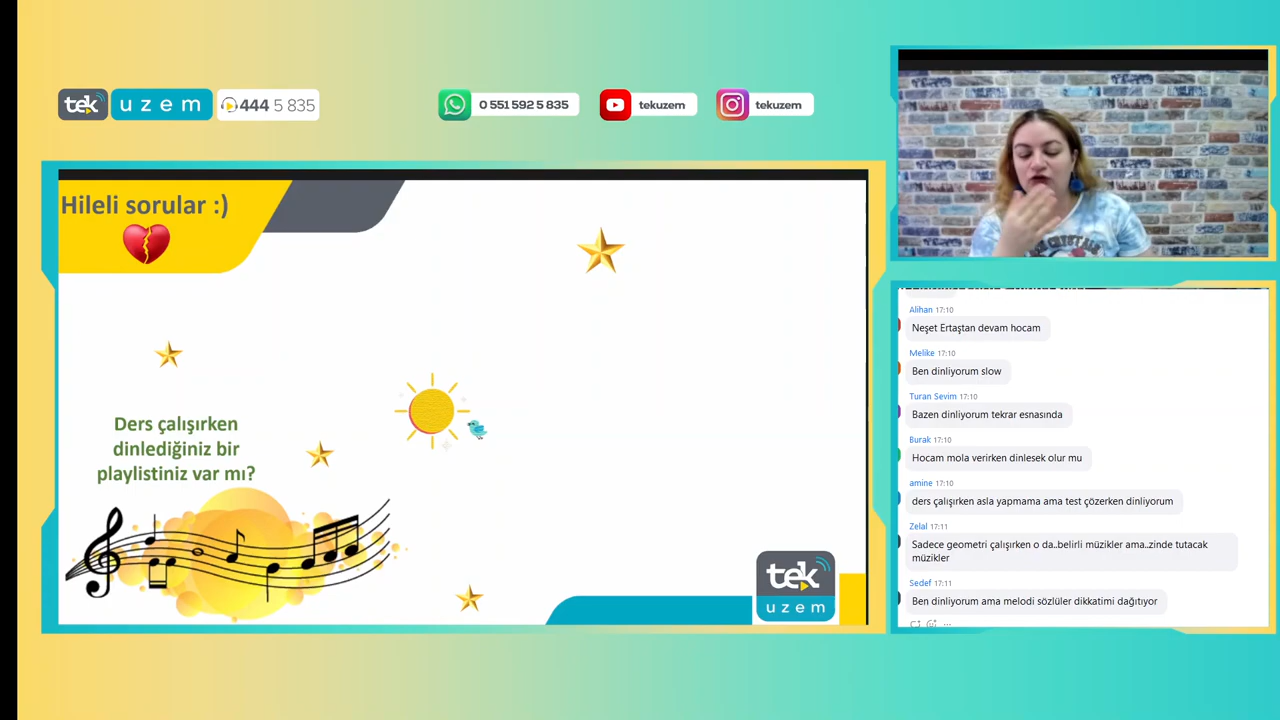 tek uzem 444 5 835
0 551 592 5 835
tekuzem
tekuzem
Hileli sorular :)
Ders çalışırken
dinlediğiniz bir
playlistiniz var mı?
tek
uzem
Alihan 17:10
Neşet Ertaştan devam hocam
Melike 17:10
Ben dinliyorum slow
Turan Sevim 17:10
Bazen dinliyorum tekrar esnasında
Burak 17:10
Hocam mola verirken dinlesek olur mu
amine 17:10
ders çalışırken asla yapmama ama test çözerken dinliyorum
Zelal 17:11
Sadece geometri çalışırken o da..belirli müzikler ama..zinde tutacak
müzikler
Sedef 17:11
Ben dinliyorum ama melodi sözlüler dikkatimi dağıtıyor